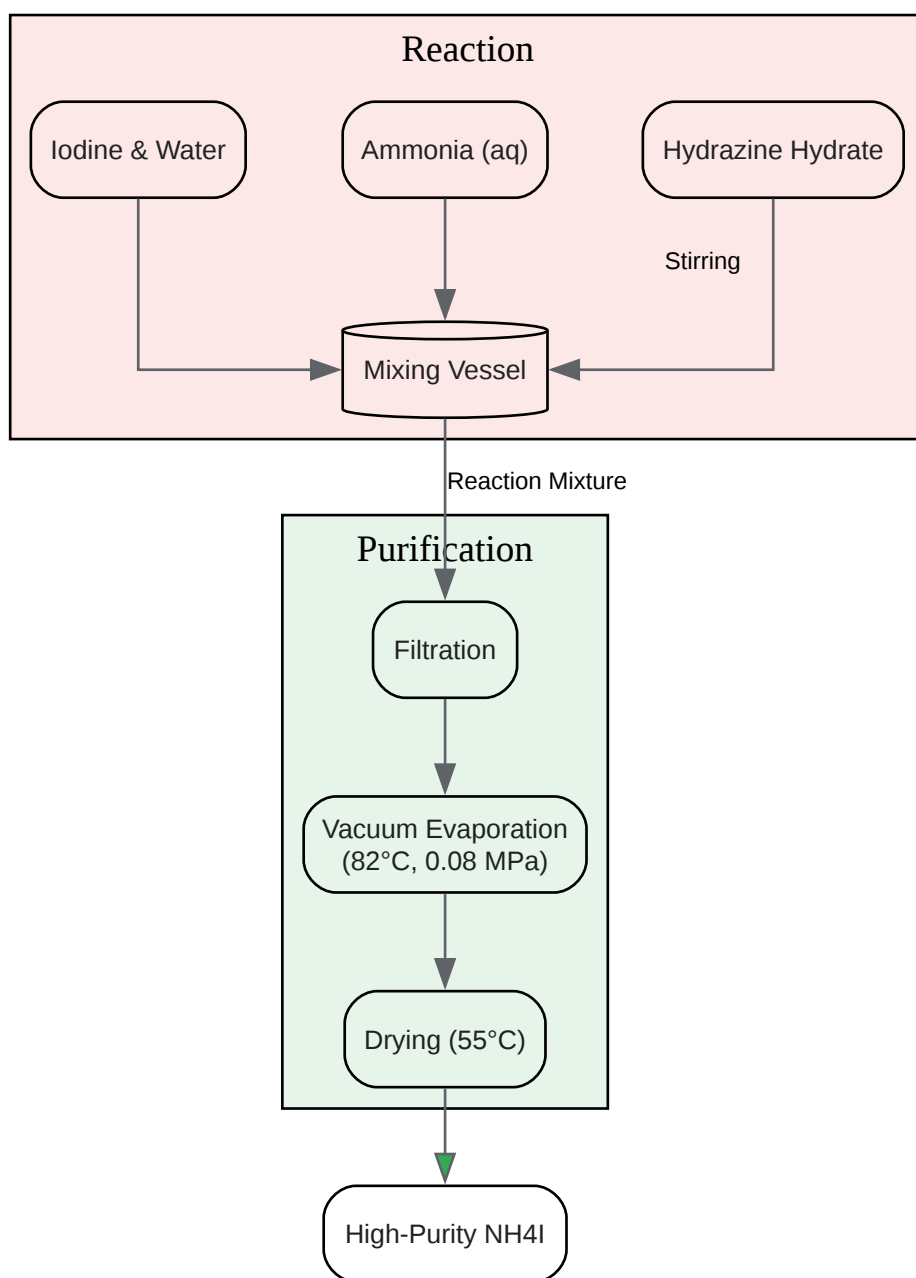 Reaction
Iodine & Water
Ammonia (aq)
Hydrazine Hydrate
Stirring
Mixing Vessel
Reaction Mixture
Purification
Filtration
Vacuum Evaporation
(82°C, 0.08 MPa)
Drying (55°C)
High-Purity NH4I